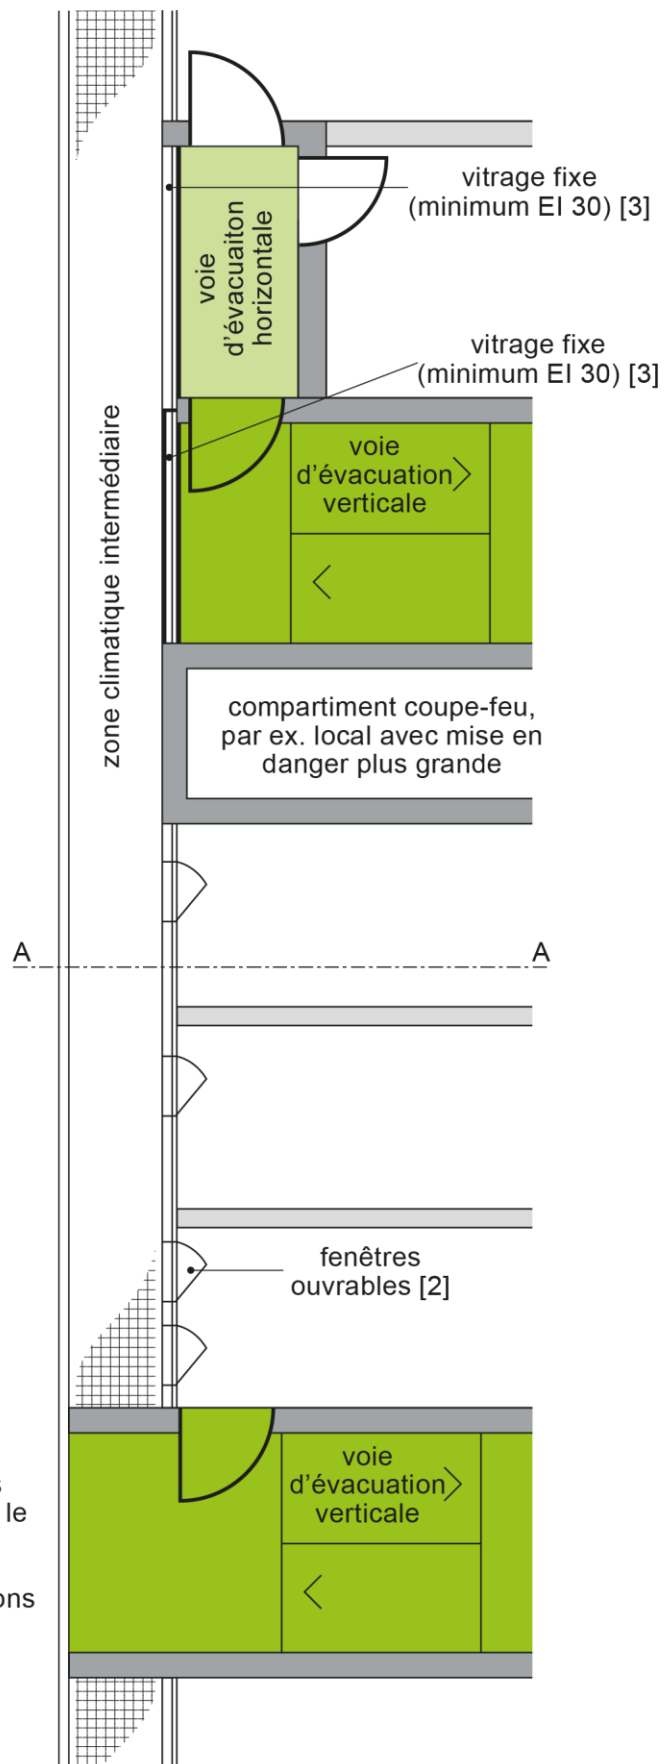 vitrage fixe
(minimum EI 30) [3]
voie
d'évacuaiton
horizontale
vitrage fixe
(minimum EI 30) [3]
voie
d'évacuation
verticale
zone climatique intermédiaire
compartiment coupe-feu,
par ex. local avec mise en
danger plus grande
A
A
fenêtres
ouvrables [2]
voie
d'évacuation
verticale
le
ons